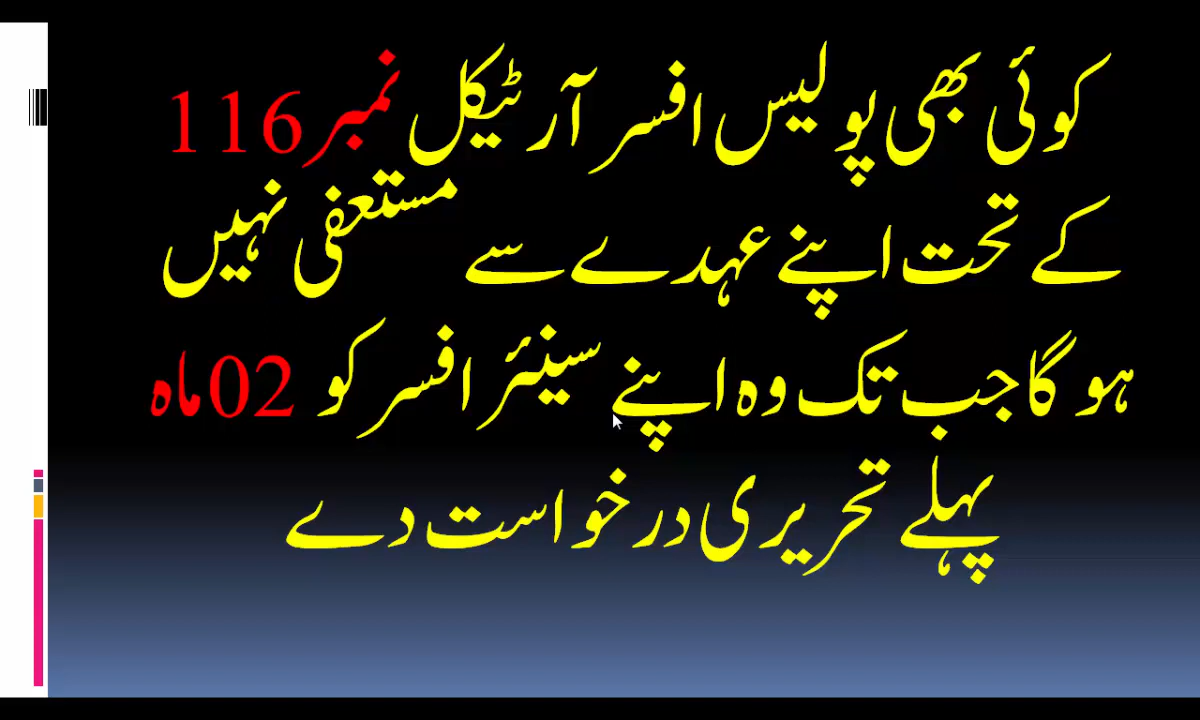 کوئی بھی پولیس افسر آرٹیکل نمبر 116
کے تحت اپنے عہدے سے مستعفی نہیں
ہو گا جب تک وہ اپنے سینئر افسر کو 02 ماہ
پہلے تحریری درخواست دے